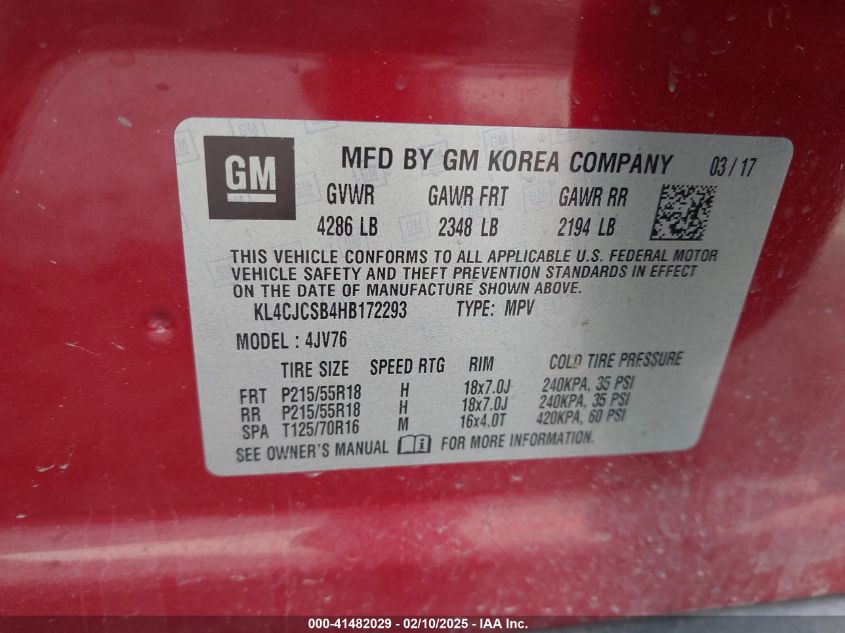 GM MFD BY GM KOREA COMPANY 03/17
GVWR GAWR FRT GAWR RR
4286 LB 2348 LB 2194 LB
THIS VEHICLE CONFORMS TO ALL APPLICABLE U.S. FEDERAL MOTOR
VEHICLE SAFETY AND THEFT PREVENTION STANDARDS IN EFFECT
ON THE DATE OF MANUFACTURE SHOWN ABOVE.
KL4CJCSB4HB172293 TYPE: MPV
MODEL : 4JV76
TIRE SIZE SPEED RTG RIM COLD TIRE PRESSURE
FRT P215/55R18 H 18x7.0J 240KPA, 35 PSI
RR P215/55R18 H 18x7.0J 240KPA, 35 PSI
SPA T125/70R16 M 16x4.0T 420KPA, 60 PSI
SEE OWNER'S MANUAL FOR MORE INFORMATION.
000-41482029 - 02/10/2025 - IAAI.com